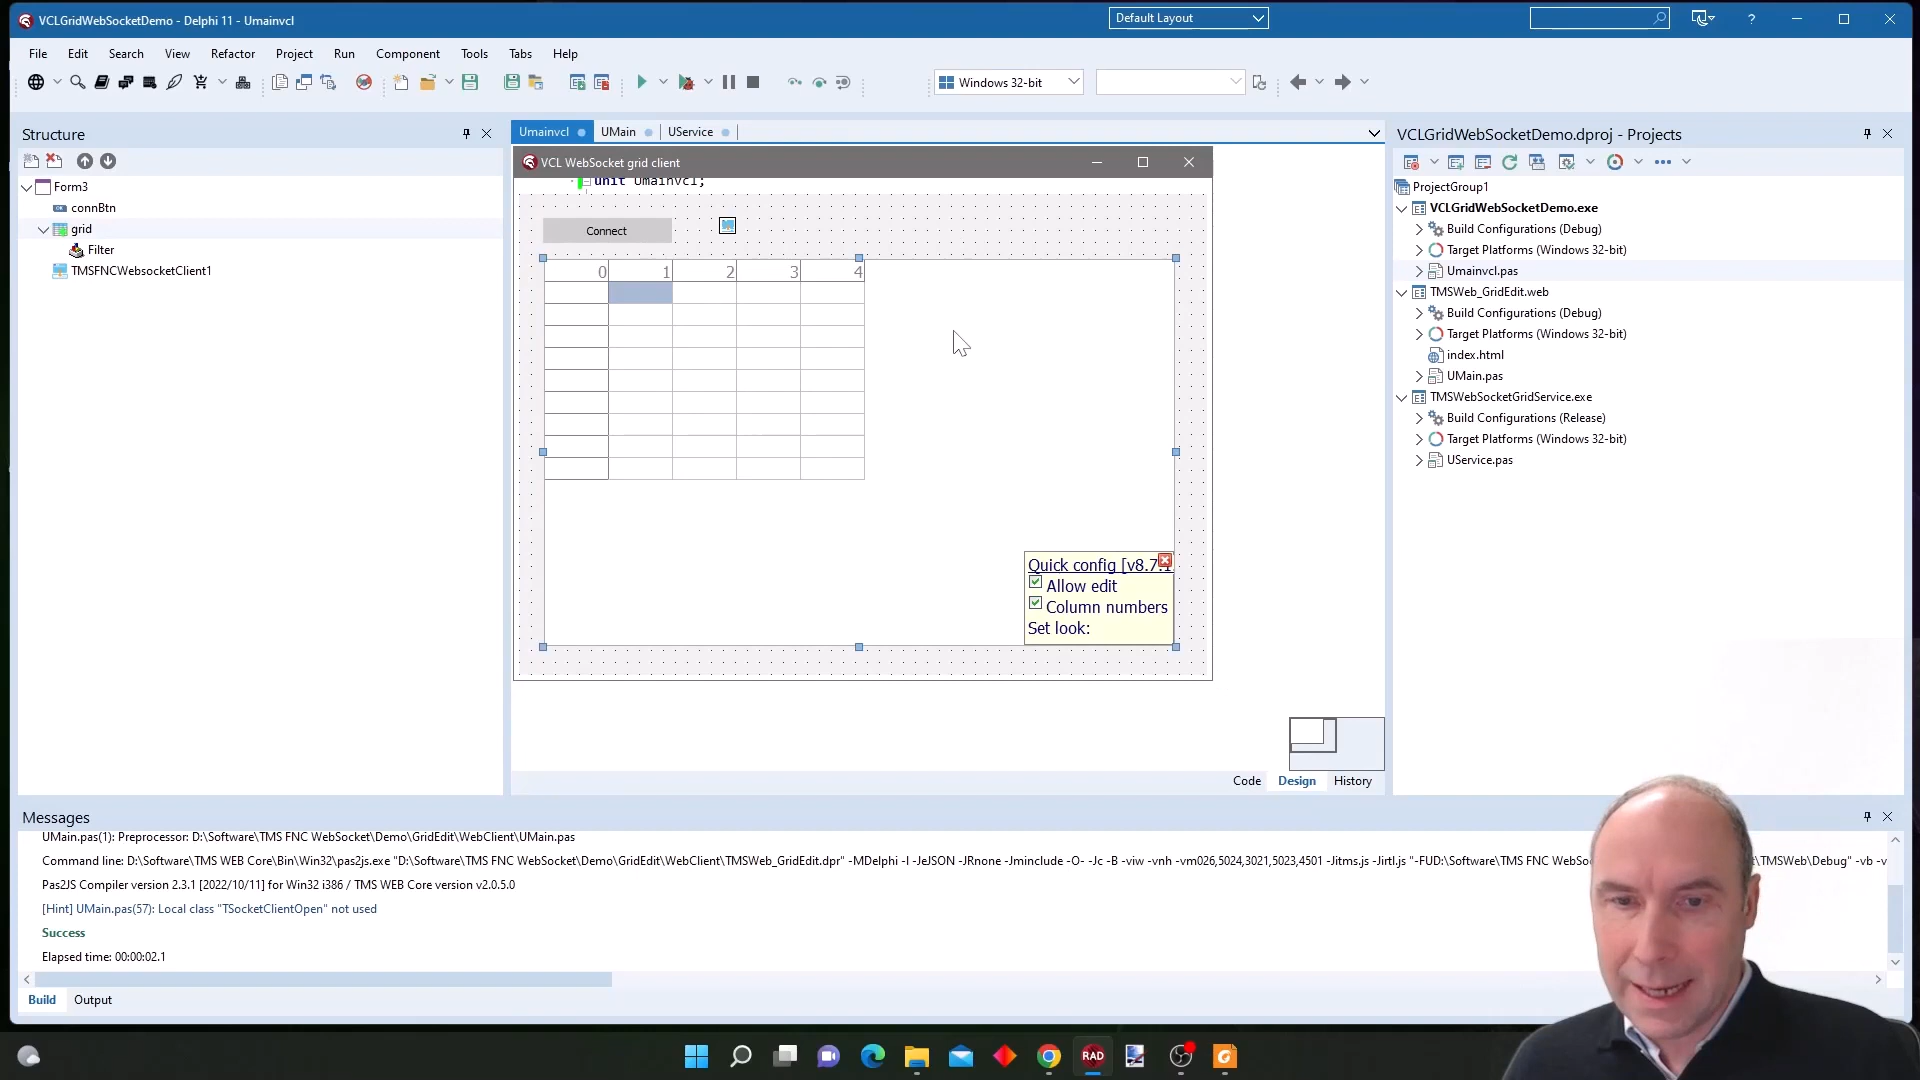 VCLGridWebSocketDemo - Delphi 11 - Umainvcl
Default Layout
?
File Edit Search View Refactor Project Run Component Tools Tabs Help
Windows 32-bit
Structure
Form3
connBtn
grid
Filter
TMSFNCWebsocketClient1
Umainvcl UMain UService
VCL WebSocket grid client
unit Umainvcl;
Connect
0 1 2 3 4
Quick config [v8.7.1
Allow edit
Column numbers
Set look:
Code Design History
VCLGridWebSocketDemo.dproj - Projects
ProjectGroup1
VCLGridWebSocketDemo.exe
Build Configurations (Debug)
Target Platforms (Windows 32-bit)
Umainvcl.pas
TMSWeb_GridEdit.web
Build Configurations (Debug)
Target Platforms (Windows 32-bit)
index.html
UMain.pas
TMSWebSocketGridService.exe
Build Configurations (Release)
Target Platforms (Windows 32-bit)
UService.pas
Messages
UMain.pas(1): Preprocessor: D:\Software\TMS FNC WebSocket\Demo\GridEdit\WebClient\UMain.pas
Command line: D:\Software\TMS WEB Core\Bin\Win32\pas2js.exe "D:\Software\TMS FNC WebSocket\Demo\GridEdit\WebClient\TMSWeb_GridEdit.dpr" -MDelphi -I -JeJSON -JRnone -Jminclude -O- -Jc -B -viw -vnh -vm026,5024,3021,5023,4501 -Jitms.js -Jirtl.js "-FUD:\Software\TMS FNC WebSoc \TMSWeb\Debug" -vb -v
Pas2JS Compiler version 2.3.1 [2022/10/11] for Win32 i386 / TMS WEB Core version v2.0.5.0
[Hint] UMain.pas(57): Local class "TSocketClientOpen" not used
Success
Elapsed time: 00:00:02.1
Build Output
RAD